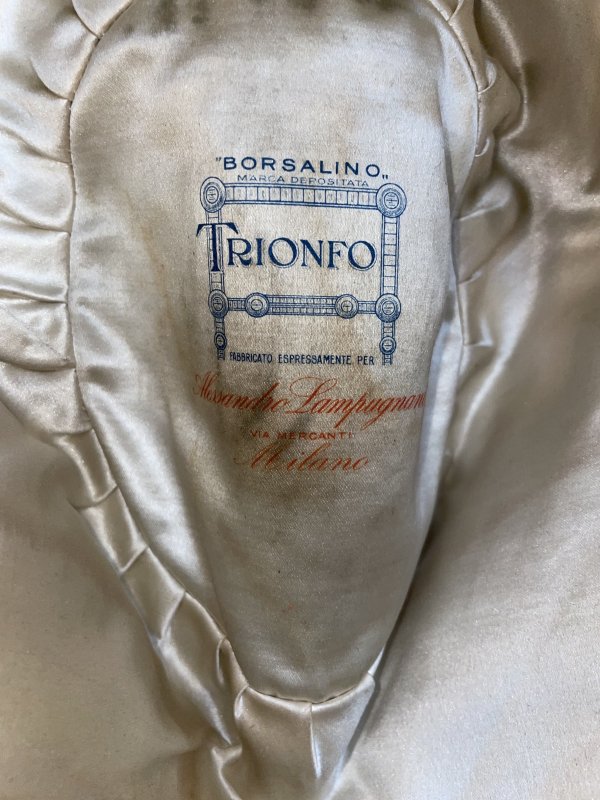 "BORSALINO„
MARCA DEPOSITATA
TRIONFO
FABBRICATO ESPRESSAMENTE PER
Alessandro Lampugnani
VIA MERCANTI
Milano